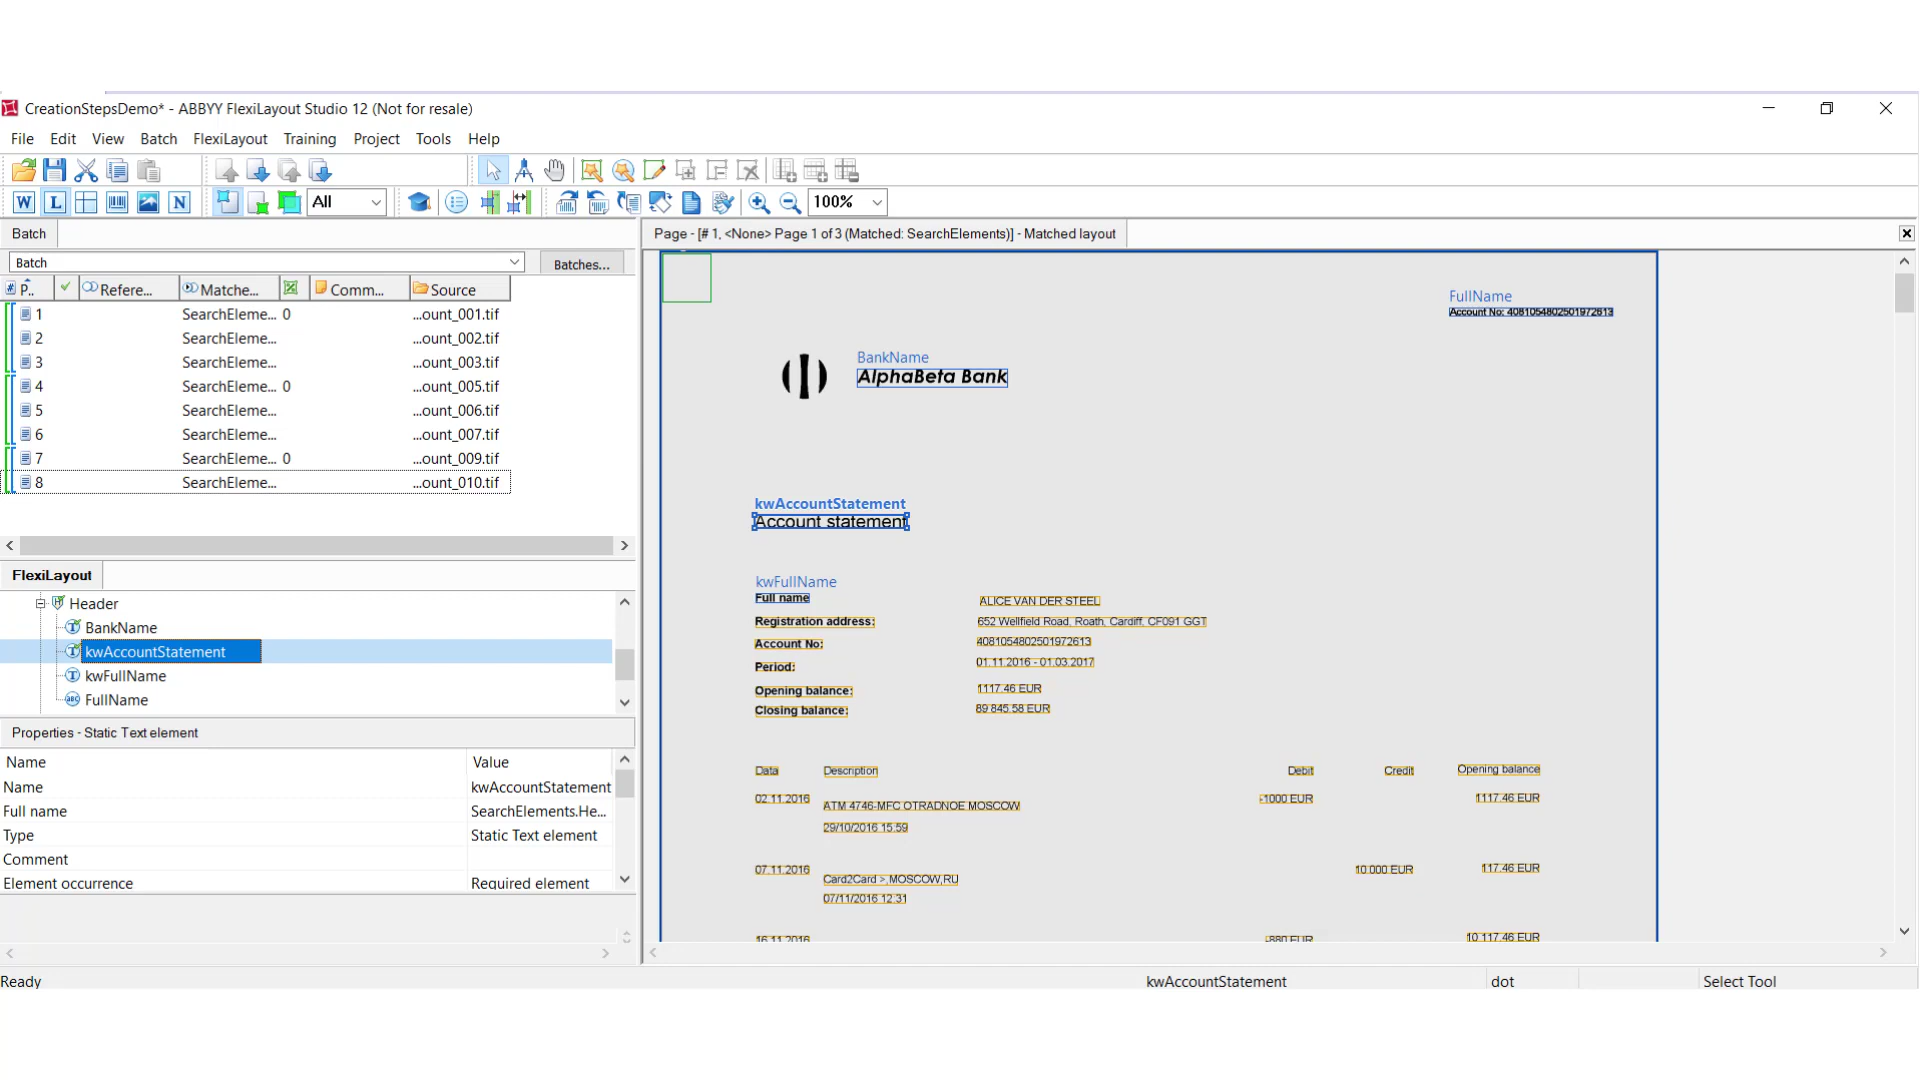 CreationStepsDemo* - ABBYY FlexiLayout Studio 12 (Not for resale)
File Edit View Batch FlexiLayout Training Project Tools Help
W L N All 100%
Batch
Batch Batches...
# P.. Refere... Matche... Comm... Source
1 SearchEleme... 0 ...ount_001.tif
2 SearchEleme... ...ount_002.tif
3 SearchEleme... ...ount_003.tif
4 SearchEleme... 0 ...ount_005.tif
5 SearchEleme... ...ount_006.tif
6 SearchEleme... ...ount_007.tif
7 SearchEleme... 0 ...ount_009.tif
8 SearchEleme... ...ount_010.tif
FlexiLayout
Header
BankName
kwAccountStatement
kwFullName
FullName
Properties - Static Text element
Name Value
Name kwAccountStatement
Full name SearchElements.He...
Type Static Text element
Comment
Element occurrence Required element
Page - [# 1, <None> Page 1 of 3 (Matched: SearchElements)] - Matched layout
FullName
Account No: 4081054802501972613
BankName
AlphaBeta Bank
kwAccountStatement
Account statement
kwFullName
Full name ALICE VAN DER STEEL
Registration address: 652 Wellfield Road, Roath, Cardiff, CF091 GGT
Account No: 4081054802501972613
Period: 01.11.2016 - 01.03.2017
Opening balance: 1117.46 EUR
Closing balance: 89 845.58 EUR
Data Description Debit Credit Opening balance
02.11.2016 ATM 4746-MFC OTRADNOE MOSCOW -1000 EUR 1117.46 EUR
29/10/2016 15:59
07.11.2016 Card2Card >,MOSCOW,RU 10.000 EUR 117.46 EUR
07/11/2016 12:31
16.11.2016 -880 EUR 10 117.46 EUR
Ready kwAccountStatement dot Select Tool